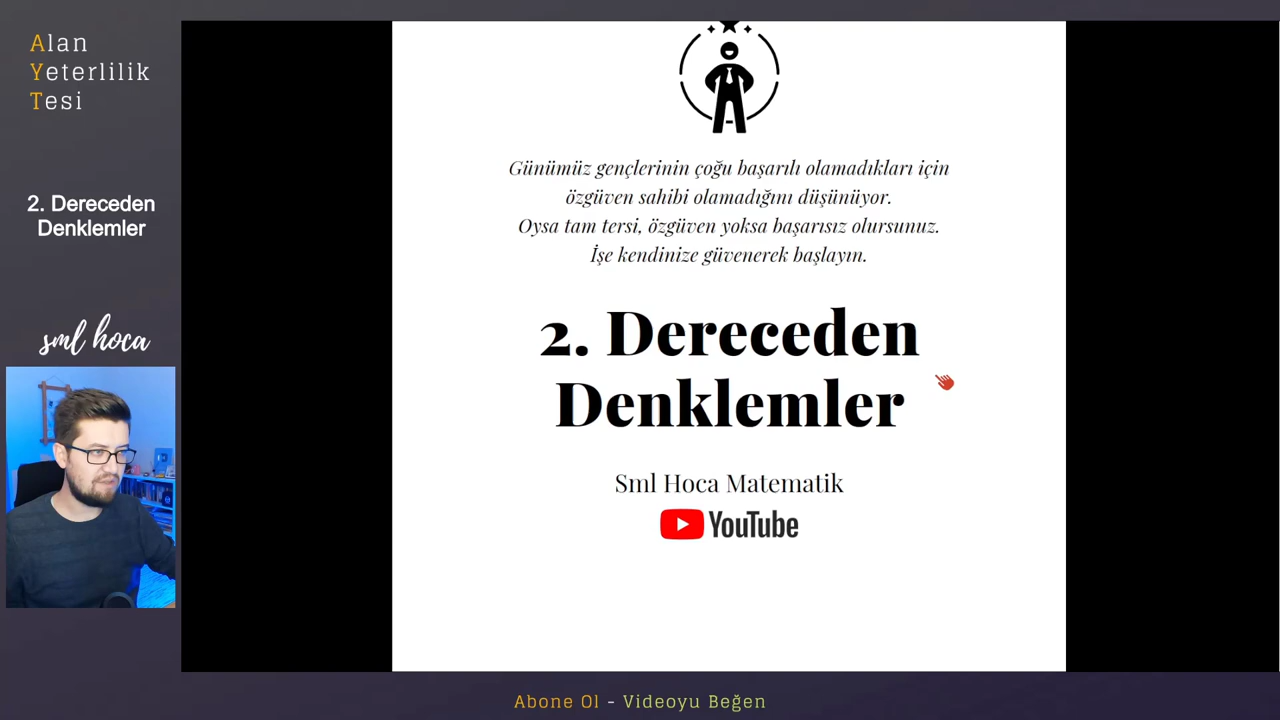 Alan
Yeterlilik
Tesi
2. Dereceden
Denklemler
sml hoca
Günümüz gençlerinin çoğu başarılı olamadıkları için
özgüven sahibi olamadığını düşünüyor.
Oysa tam tersi, özgüven yoksa başarısız olursunuz.
İşe kendinize güvenerek başlayın.
2. Dereceden
Denklemler
Sml Hoca Matematik
YouTube
Abone Ol - Videoyu Beğen